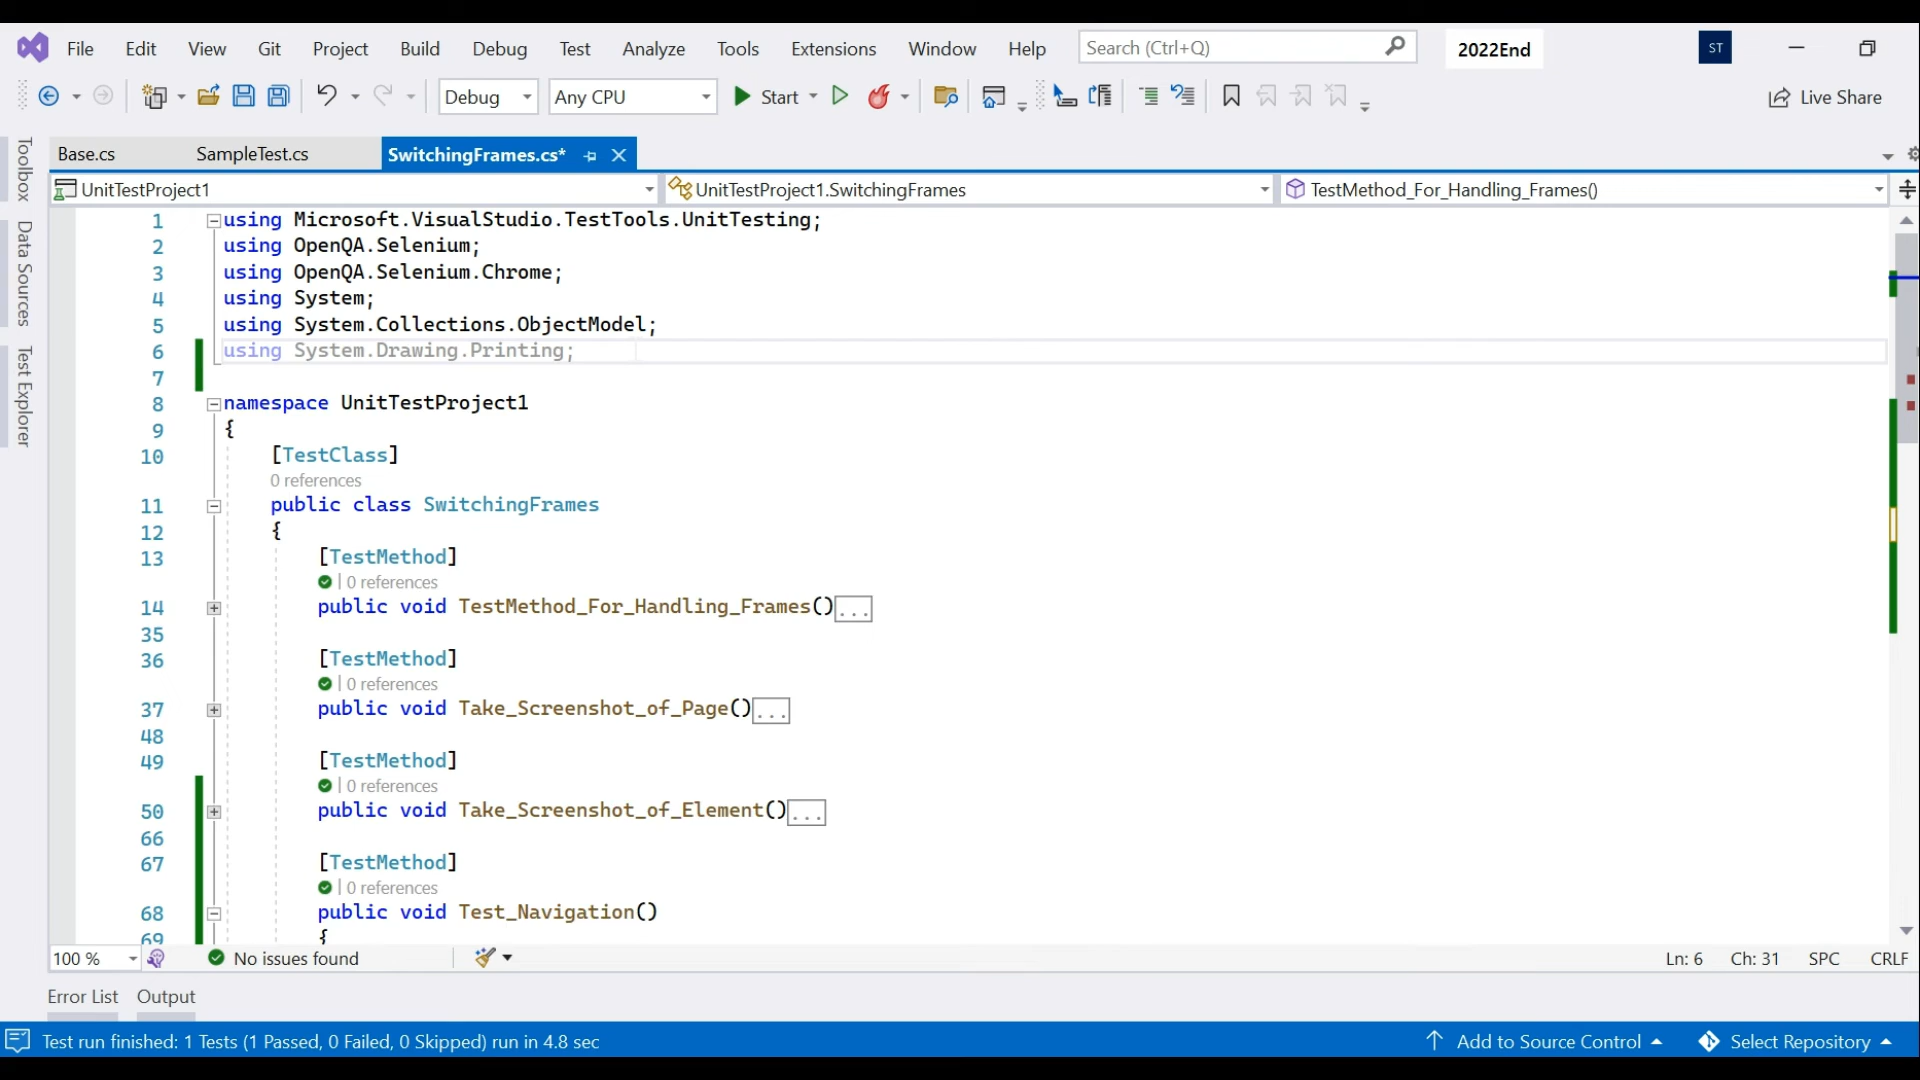 File Edit View Git Project Build Debug Test Analyze Tools Extensions Window Help Search (Ctrl+Q) 2022End ST
Debug Any CPU Start Live Share
Toolbox
Data Sources
Test Explorer
Base.cs SampleTest.cs SwitchingFrames.cs*
UnitTestProject1 UnitTestProject1.SwitchingFrames TestMethod_For_Handling_Frames()
1 using Microsoft.VisualStudio.TestTools.UnitTesting;
2 using OpenQA.Selenium;
3 using OpenQA.Selenium.Chrome;
4 using System;
5 using System.Collections.ObjectModel;
6 using System.Drawing.Printing;
7
8 namespace UnitTestProject1
9 {
10 [TestClass]
0 references
11 public class SwitchingFrames
12 {
13 [TestMethod]
0 references
14 public void TestMethod_For_Handling_Frames()...
35
36 [TestMethod]
0 references
37 public void Take_Screenshot_of_Page()...
48
49 [TestMethod]
0 references
50 public void Take_Screenshot_of_Element()...
66
67 [TestMethod]
0 references
68 public void Test_Navigation()
69 {
100 % No issues found Ln: 6 Ch: 31 SPC CRLF
Error List Output
Test run finished: 1 Tests (1 Passed, 0 Failed, 0 Skipped) run in 4.8 sec Add to Source Control Select Repository